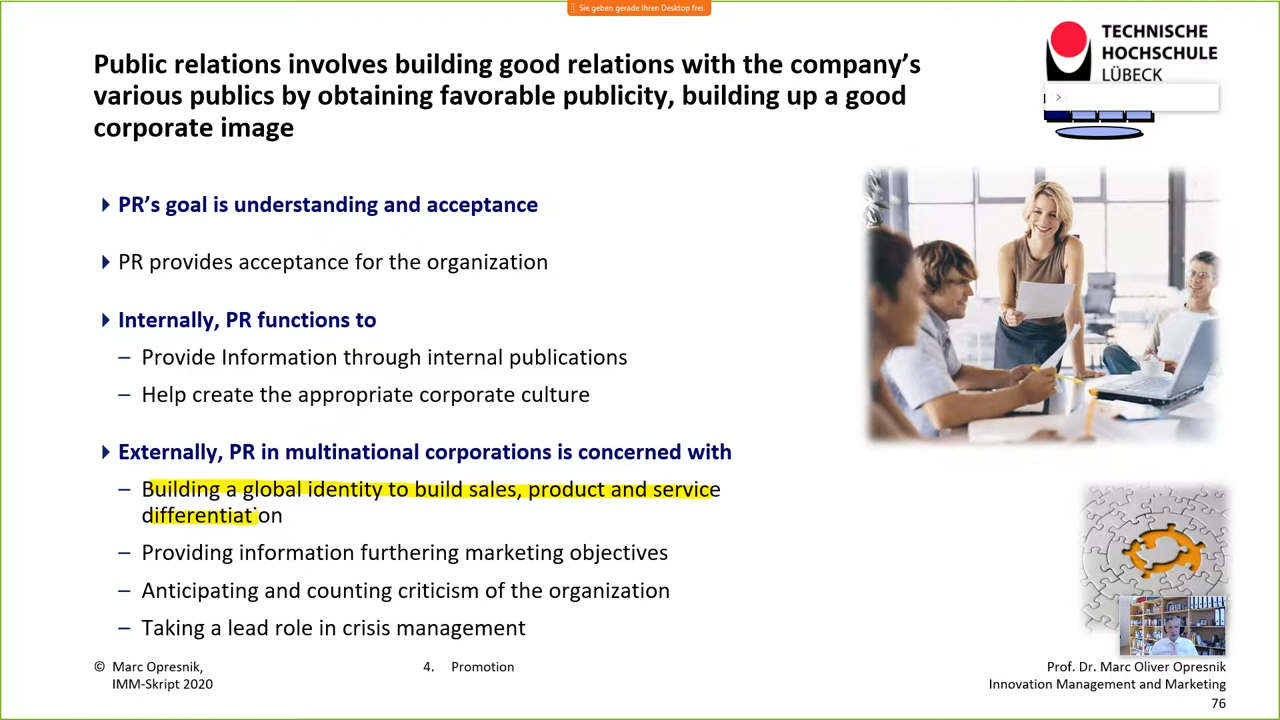 Sie geben gerade Ihren Desktop frei.
Public relations involves building good relations with the company's
various publics by obtaining favorable publicity, building up a good
corporate image
TECHNISCHE
HOCHSCHULE
LÜBECK
PR's goal is understanding and acceptance
PR provides acceptance for the organization
Internally, PR functions to
– Provide Information through internal publications
– Help create the appropriate corporate culture
Externally, PR in multinational corporations is concerned with
– Building a global identity to build sales, product and service
differentiation
– Providing information furthering marketing objectives
– Anticipating and counting criticism of the organization
– Taking a lead role in crisis management
© Marc Opresnik,
IMM-Skript 2020
4. Promotion
Prof. Dr. Marc Oliver Opresnik
Innovation Management and Marketing
76